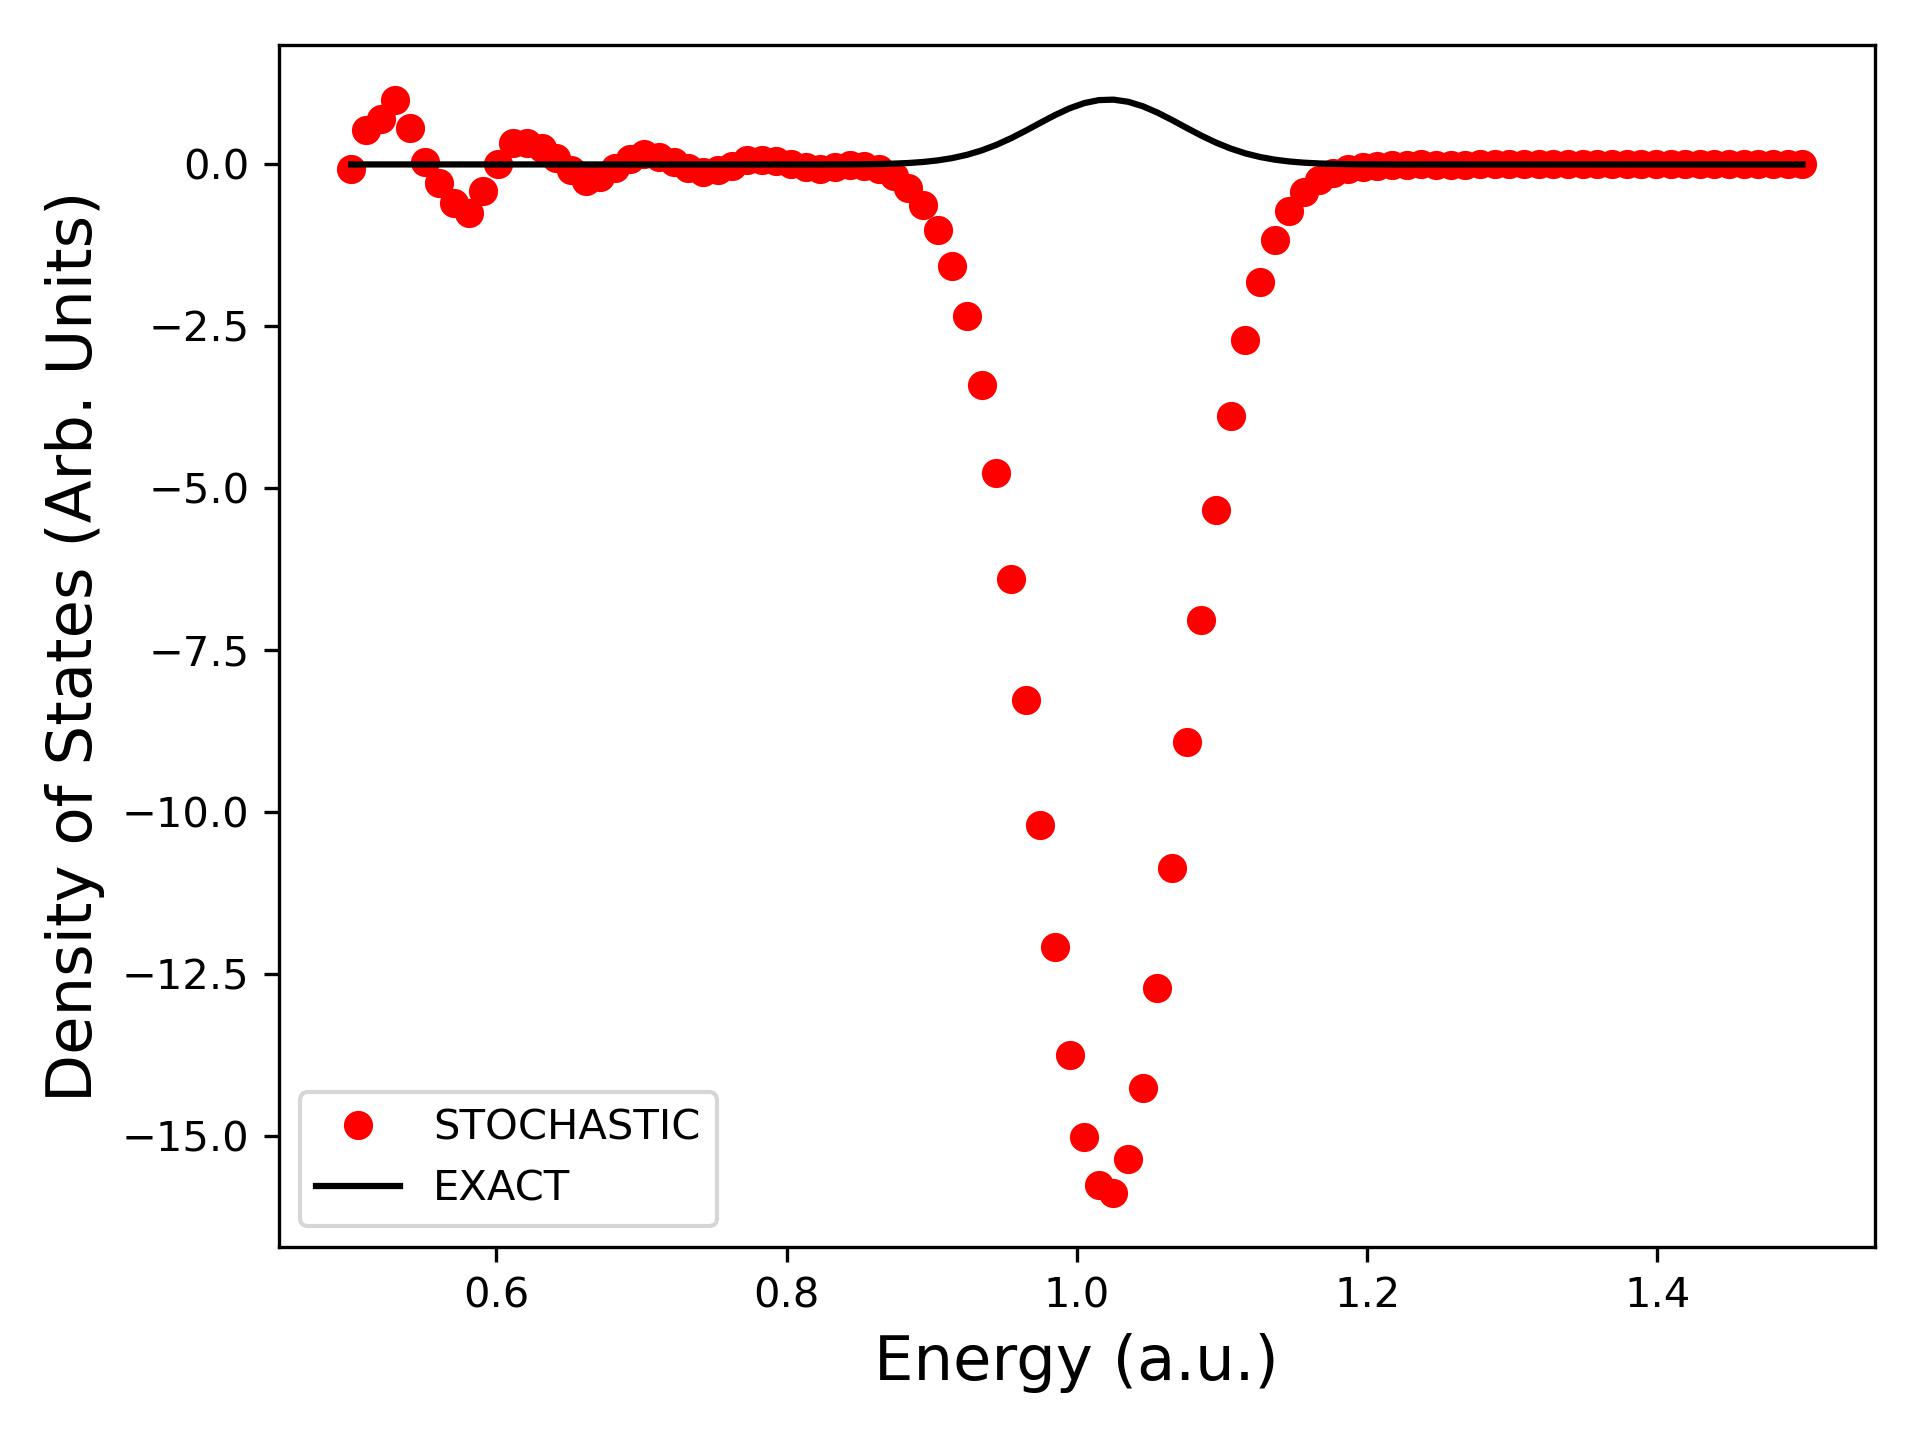 Density of States (Arb. Units)
0.0
−2.5
−5.0
−7.5
−10.0
−12.5
−15.0
STOCHASTIC
EXACT
0.6 0.8 1.0 1.2 1.4
Energy (a.u.)